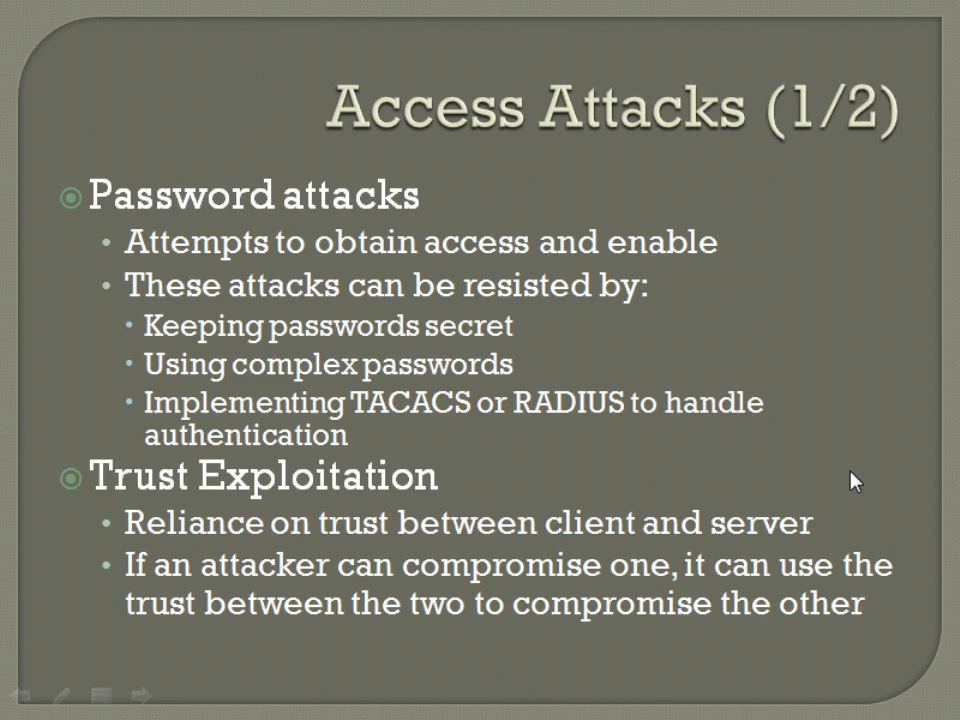 Access Attacks (1/2)
Password attacks
• Attempts to obtain access and enable
• These attacks can be resisted by:
• Keeping passwords secret
• Using complex passwords
• Implementing TACACS or RADIUS to handle
authentication
Trust Exploitation
• Reliance on trust between client and server
• If an attacker can compromise one, it can use the
trust between the two to compromise the other